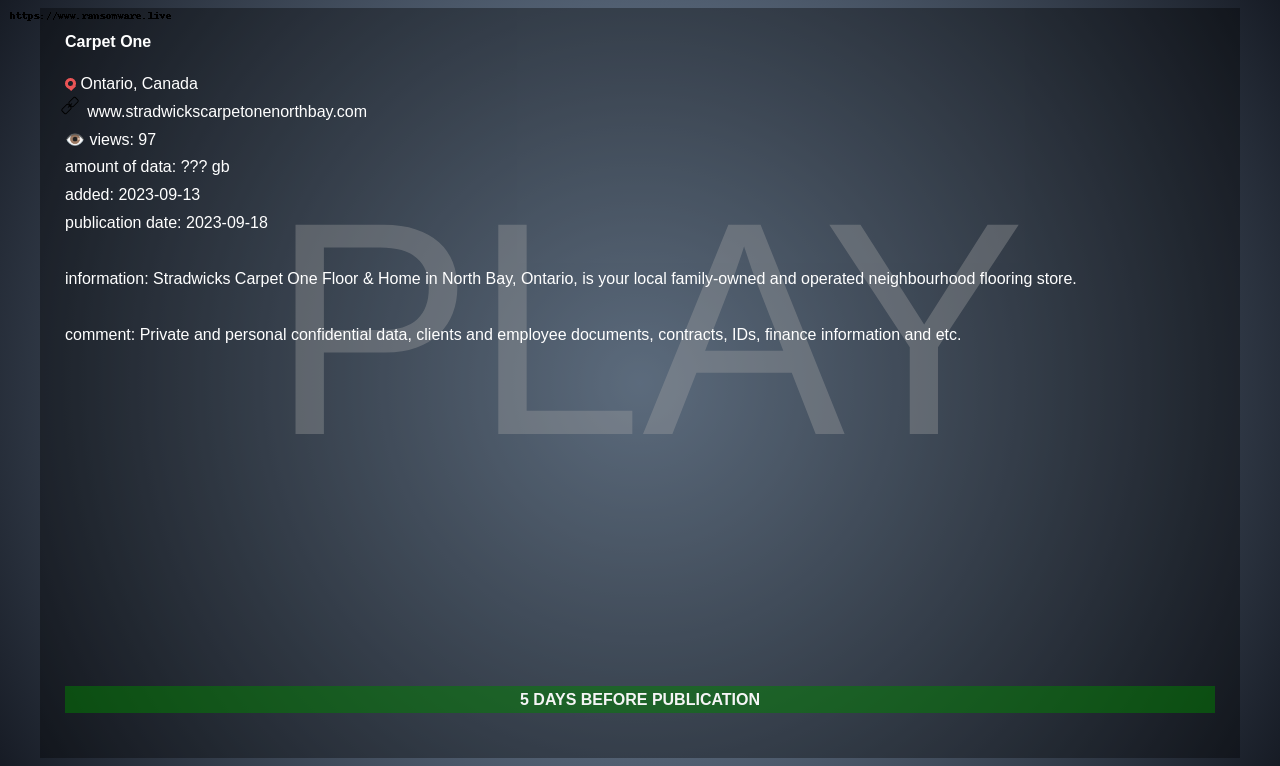 https://www.ransomware.live
Carpet One
Ontario, Canada
www.stradwickscarpetonenorthbay.com
views: 97
amount of data: ??? gb
added: 2023-09-13
publication date: 2023-09-18
information: Stradwicks Carpet One Floor & Home in North Bay, Ontario, is your local family-owned and operated neighbourhood flooring store.
comment: Private and personal confidential data, clients and employee documents, contracts, IDs, finance information and etc.
PLAY
5 DAYS BEFORE PUBLICATION